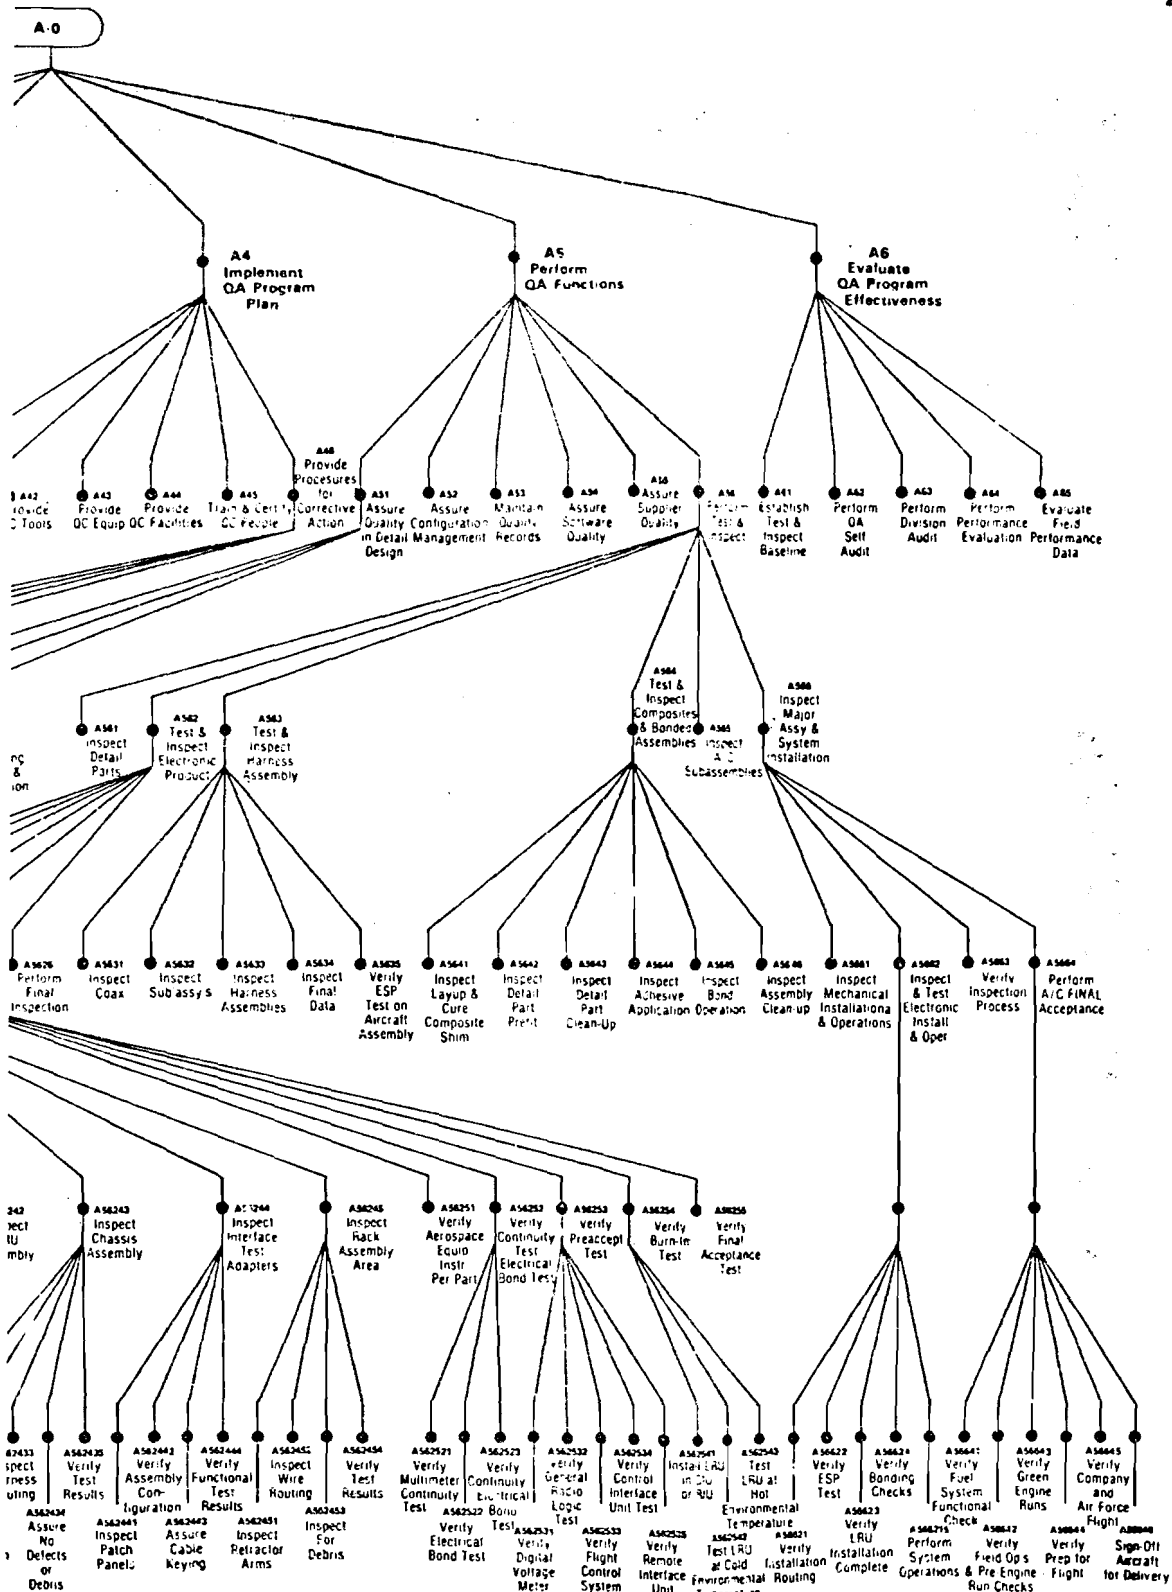 A-0
A4
Implement
QA Program
Plan
A5
Perform
QA Functions
A6
Evaluate
QA Program
Effectiveness
A42
Tools
A43
Provide
QC Equip
A44
Provide
QC Facilities
A45
Train & Certify
QC People
A46
Provide
Procesures
for
Corrective
Action
A51
Assure
Quality
in Detail
Design
A52
Assure
Configuration
Management
A53
Maintain
Quality
Records
A54
Assure
Software
Quality
Assure
Supplier
Quality
A56
Perform
Test &
Inspect
A61
Establish
Test &
Inspect
Baseline
A62
Perform
QA
Self
Audit
A63
Perform
Division
Audit
A64
Perform
Performance
Evaluation
A65
Evaluate
Field
Performance
Data
A561
Inspect
Detail
Parts
A562
Test &
Inspect
Electronic
Product
A563
Test &
Inspect
Harness
Assembly
A564
Test &
Inspect
Composites
& Bonded
Assemblies
A565
Inspect
A/C
Subassemblies
A566
Inspect
Major
Assy &
System
Installation
A5626
Perform
Final
Inspection
A5631
Inspect
Coax
A5632
Inspect
Subassys
A5633
Inspect
Harness
Assemblies
A5634
Inspect
Final
Data
A5635
Verify
ESP
Test on
Aircraft
Assembly
A5641
Inspect
Layup &
Cure
Composite
Shim
A5642
Inspect
Detail
Part
Prefit
A5643
Inspect
Detail
Part
Clean-Up
A5644
Inspect
Adhesive
Application
A5645
Inspect
Bond
Operation
A5646
Inspect
Assembly
Clean-up
A5661
Inspect
Mechanical
Installationa
& Operations
A5662
Inspect
& Test
Electronic
Install
& Oper
A5663
Verify
Inspection
Process
A5664
Perform
A/C FINAL
Acceptance
A56243
Inspect
Chassis
Assembly
A56244
Inspect
Interface
Test
Adapters
A56245
Inspect
Rack
Assembly
Area
A56251
Verify
Aerospace
Equip
Instr
Per Part
A56252
Verify
Continuity
Test
Electrical
Bond Test
A56253
Verify
Preaccept
Test
A56254
Verify
Burn-In
Test
A56255
Verify
Final
Acceptance
Test
A562434
Assure
No
Defects
or
Debris
A562435
Verify
Test
Results
A562441
Inspect
Patch
Panels
A562442
Verify
Assembly
Con-
figuration
A562443
Assure
Cable
Keying
A562444
Verify
Functional
Test
Results
A562451
Inspect
Refractor
Arms
A562452
Inspect
Wire
Routing
A562453
Inspect
For
Debris
A562454
Verify
Test
Results
A562521
Verify
Multimeter
Continuity
Test
A562522
Verify
Electrical
Bond Test
A562523
Verify
Continuity
Electrical
Bond
Test
A562531
Verify
Digital
Voltage
Meter
A562532
Verify
General
Radio
Logic
Test
A562533
Verify
Flight
Control
System
A562534
Verify
Control
Interface
Unit Test
A562535
Verify
Remote
Interface
Unit
A562541
Install LRU
in CIU
or RIU
A562542
Test LRU
at Cold
Environmental
A562543
Test
LRU at
Hot
Environmental
Temperature
A56621
Verify
Installation
Routing
A56622
Verify
ESP
Test
A56623
Verify
LRU
Installation
Complete
A56624
Verify
Bonding
Checks
Perform
System
Operations
A56641
Verify
Fuel
System
Functional
Check
A56642
Verify
Field Op's
& Pre Engine
Run Checks
A56643
Verify
Green
Engine
Runs
A56644
Verify
Prep for
Flight
A56645
Verify
Company
and
Air Force
Flight
Sign-Off
Aircraft
for Delivery